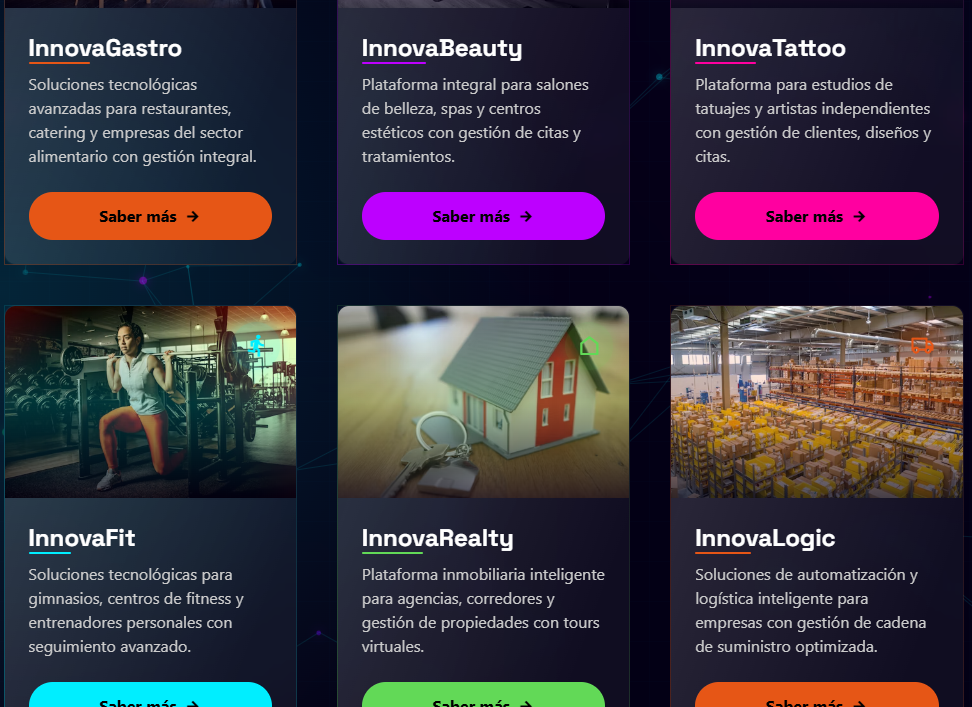 InnovaGastro
Soluciones tecnológicas
avanzadas para restaurantes,
catering y empresas del sector
alimentario con gestión integral.
Saber más →
InnovaBeauty
Plataforma integral para salones
de belleza, spas y centros
estéticos con gestión de citas y
tratamientos.
Saber más →
InnovaTattoo
Plataforma para estudios de
tatuajes y artistas independientes
con gestión de clientes, diseños y
citas.
Saber más →
InnovaFit
Soluciones tecnológicas para
gimnasios, centros de fitness y
entrenadores personales con
seguimiento avanzado.
Saber más →
InnovaRealty
Plataforma inmobiliaria inteligente
para agencias, corredores y
gestión de propiedades con tours
virtuales.
Saber más →
InnovaLogic
Soluciones de automatización y
logística inteligente para
empresas con gestión de cadena
de suministro optimizada.
Saber más →